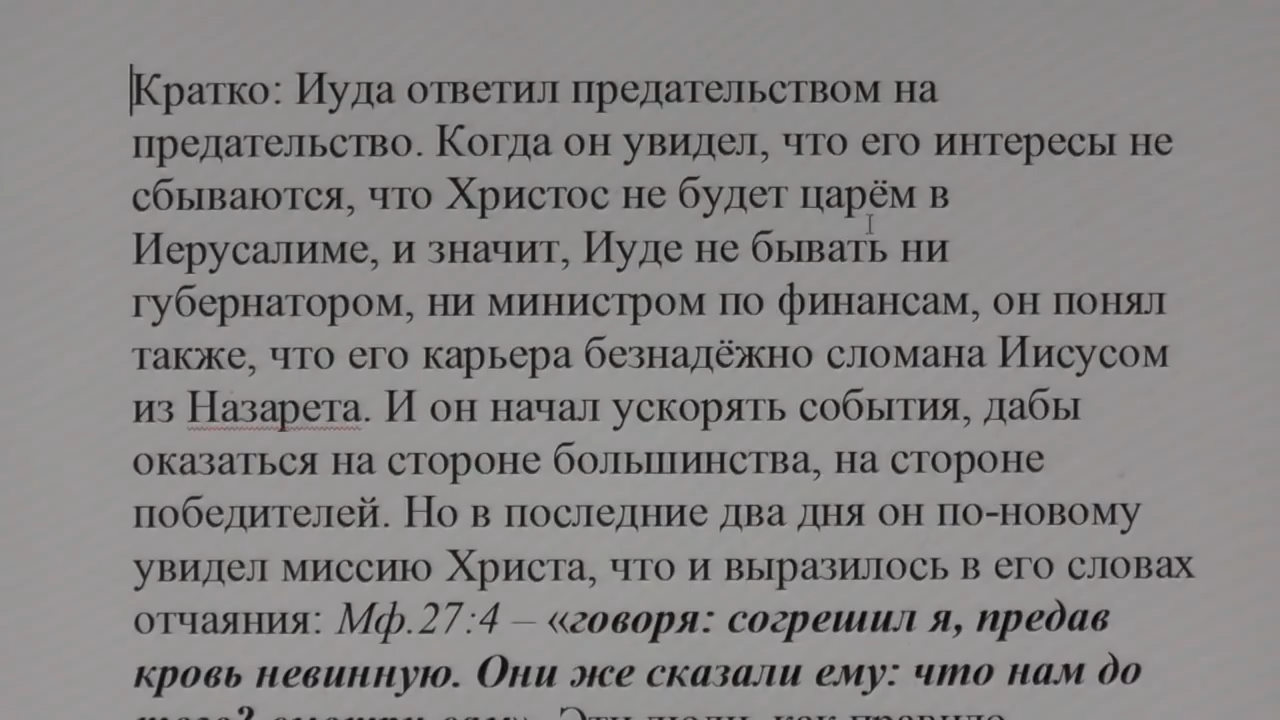 Кратко: Иуда ответил предательством на
предательство. Когда он увидел, что его интересы не
сбываются, что Христос не будет царём в
Иерусалиме, и значит, Иуде не бывать ни
губернатором, ни министром по финансам, он понял
также, что его карьера безнадёжно сломана Иисусом
из Назарета. И он начал ускорять события, дабы
оказаться на стороне большинства, на стороне
победителей. Но в последние два дня он по-новому
увидел миссию Христа, что и выразилось в его словах
отчаяния: Мф.27:4 – «говоря: согрешил я, предав
кровь невинную. Они же сказали ему: что нам до